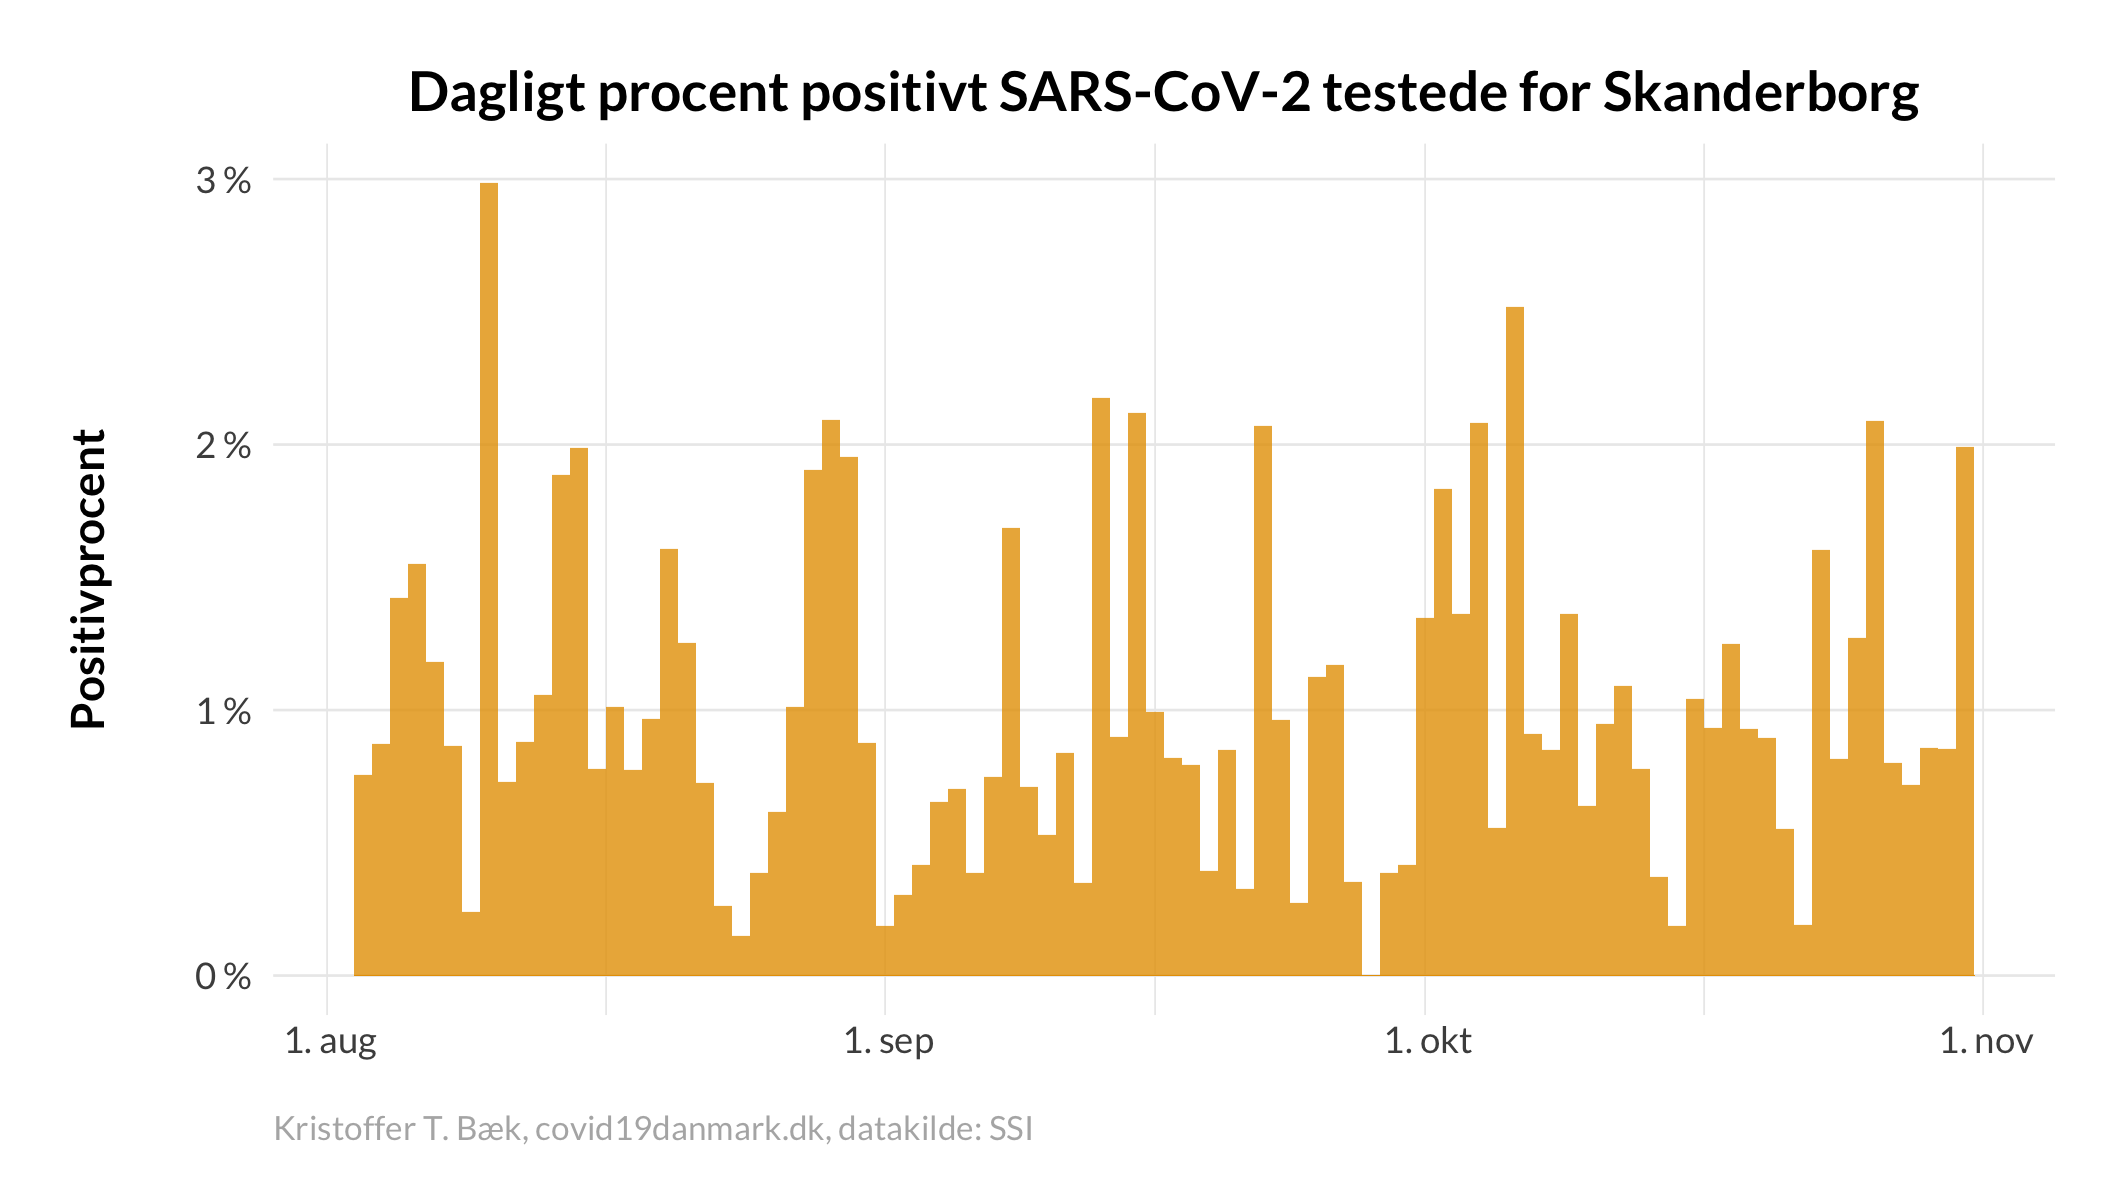 Dagligt procent positivt SARS-CoV-2 testede for Skanderborg
Positivprocent
3 %
2 %
1 %
0 %
1. aug
1. sep
1. okt
1. nov
Kristoffer T. Bæk, covid19danmark.dk, datakilde: SSI